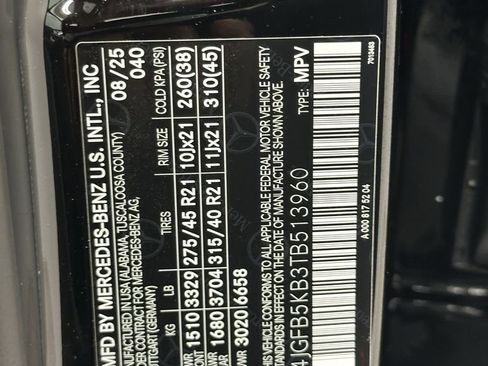 MFD BY MERCEDES-BENZ U.S. INTL., INC
IN USA (ALABAMA, TUSCALOOSA COUNTY) 08/25
UNDER CONTRACT FOR MERCEDES-BENZ AG, 040
STUTTGART (GERMANY)
KG LB TIRES RIM SIZE COLD KPA (PSI)
1510 3329 275/45 R21 10Jx21 260(38)
1680 3704 315/40 R21 11Jx21 310(45)
3020 6658
VEHICLE CONFORMS TO ALL APPLICABLE FEDERAL MOTOR VEHICLE SAFETY
STANDARDS IN EFFECT ON THE DATE OF MANUFACTURE SHOWN ABOVE.
4JGFB5KB3TB513960 TYPE: MPV
A 000 817 52 04 7013463